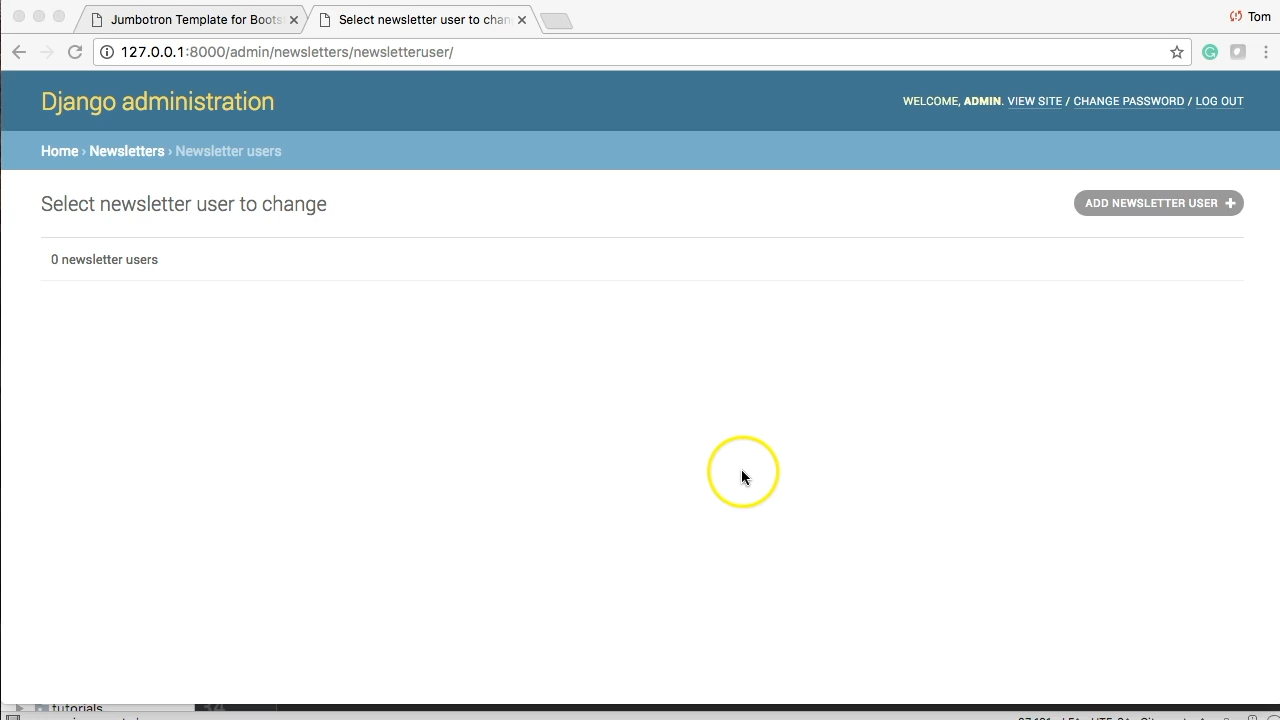 Jumbotron Template for Boots
Select newsletter user to chan
Tom
127.0.0.1:8000/admin/newsletters/newsletteruser/
Django administration
WELCOME, ADMIN. VIEW SITE / CHANGE PASSWORD / LOG OUT
Home › Newsletters › Newsletter users
Select newsletter user to change
ADD NEWSLETTER USER +
0 newsletter users
tutorials
34